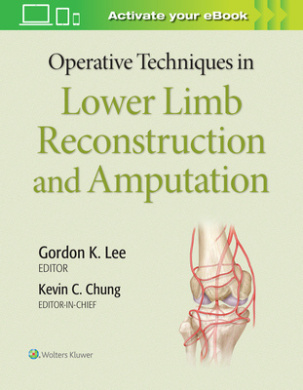 Activate your eBook
Operative Techniques in
Lower Limb
Reconstruction
and Amputation
Gordon K. Lee
EDITOR
Kevin C. Chung
EDITOR-IN-CHIEF
Wolters Kluwer